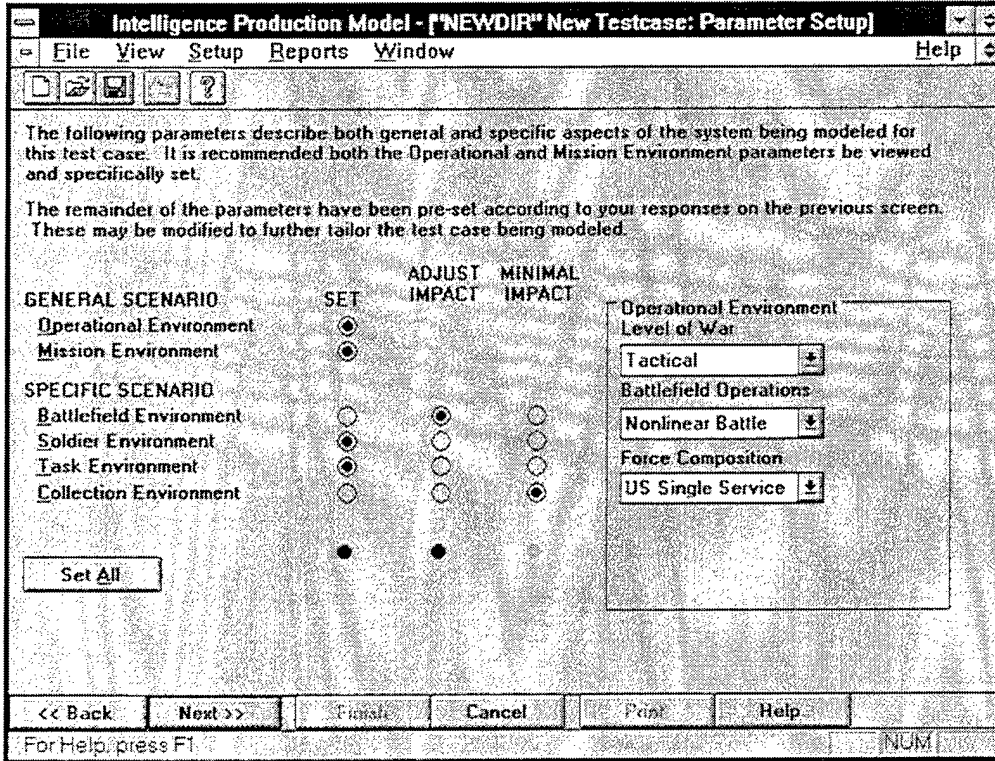 Intelligence Production Model - ["NEWDIR" New Testcase: Parameter Setup]
File View Setup Reports Window Help
The following parameters describe both general and specific aspects of the system being modeled for
this test case. It is recommended both the Operational and Mission Environment parameters be viewed
and specifically set.
The remainder of the parameters have been pre-set according to your responses on the previous screen.
These may be modified to further tailor the test case being modeled.
ADJUST MINIMAL
GENERAL SCENARIO SET IMPACT IMPACT
Operational Environment
Mission Environment
SPECIFIC SCENARIO
Battlefield Environment
Soldier Environment
Task Environment
Collection Environment
Set All
Operational Environment
Level of War
Tactical
Battlefield Operations
Nonlinear Battle
Force Composition
US Single Service
<< Back Next >> Finish Cancel Print Help
For Help, press F1 NUM